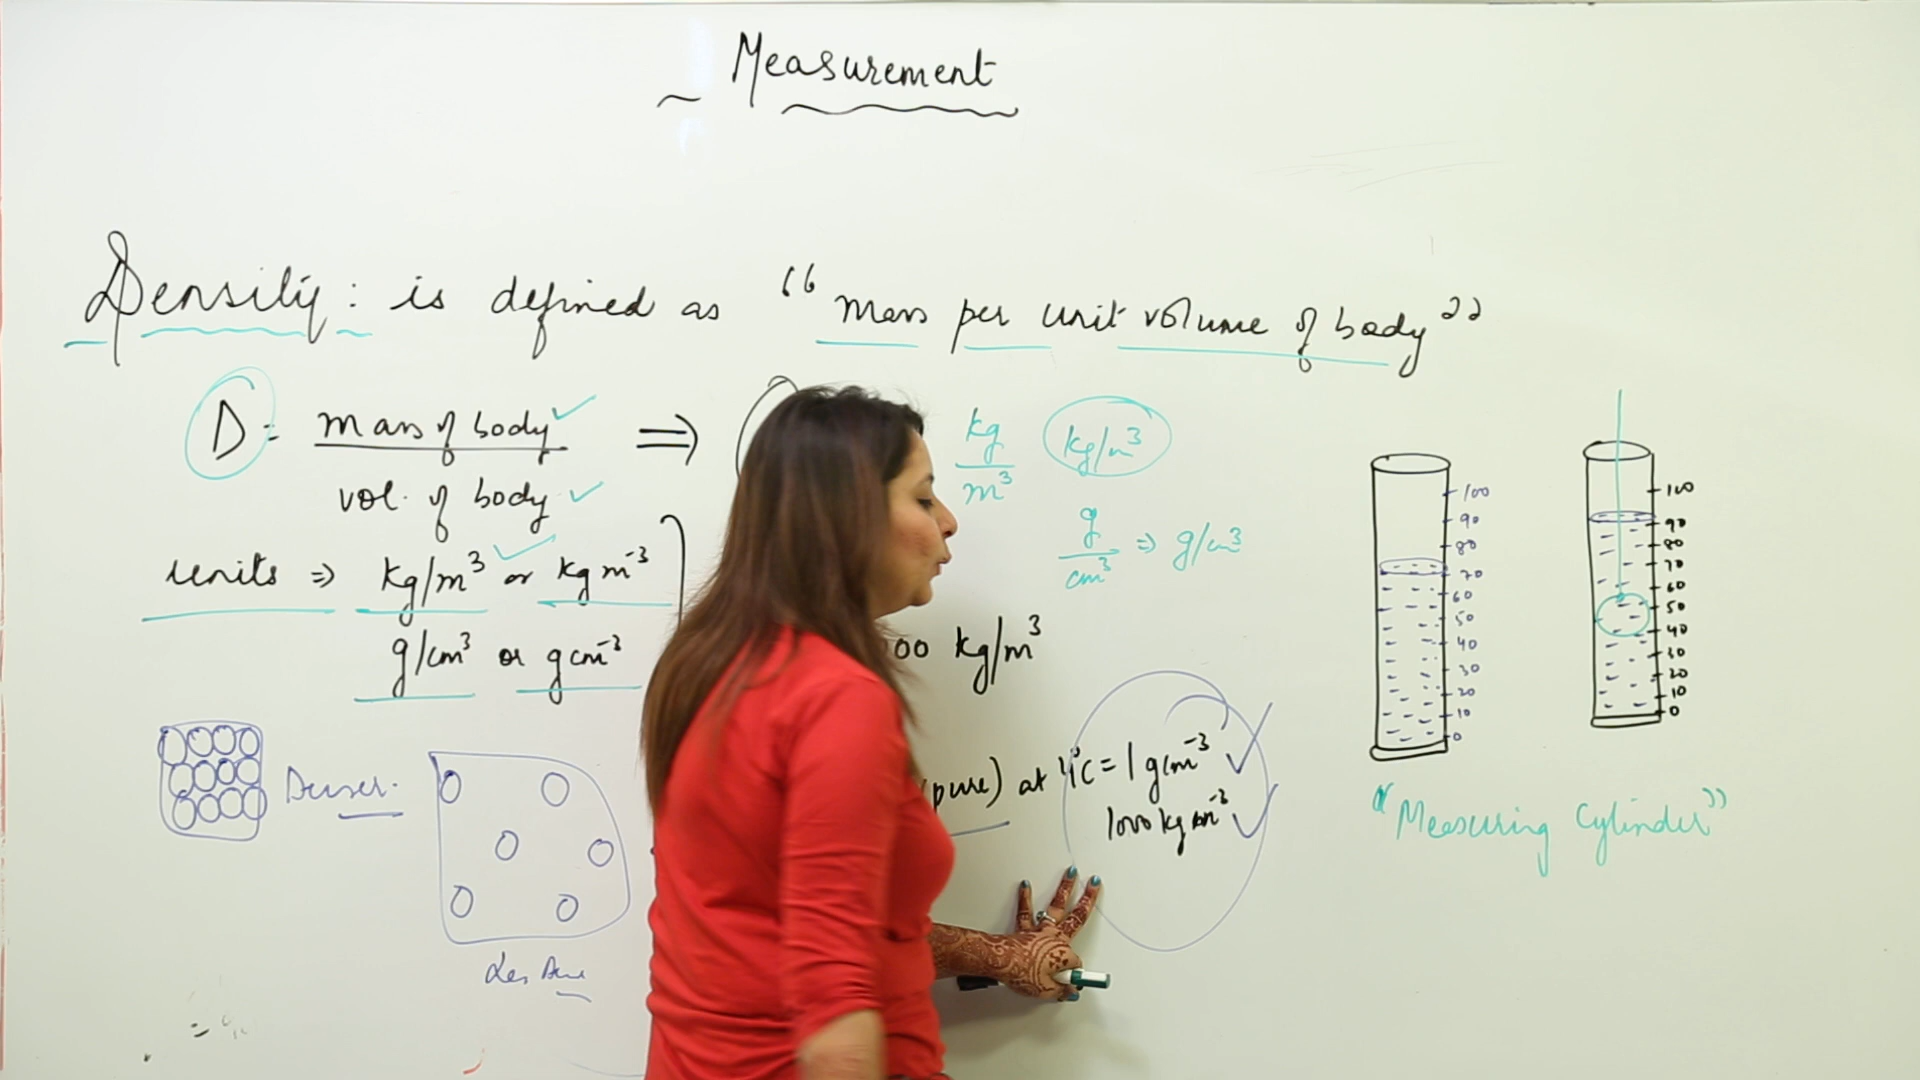 Measurement
Density : is defined as “ mass per unit volume of body ”
D = mass of body ⇒
vol. of body
kg
m³
kg/m³
g
cm³
⇒ g/cm³
units ⇒ kg/m³ or kg m⁻³
g/cm³ or g cm⁻³
00 kg/m³
Denser.
(pure) at 4°C = 1 g cm⁻³
1000 kg m⁻³
100
90
80
70
60
50
40
30
20
10
0
100
90
80
70
60
50
40
30
20
10
0
“Measuring Cylinder”